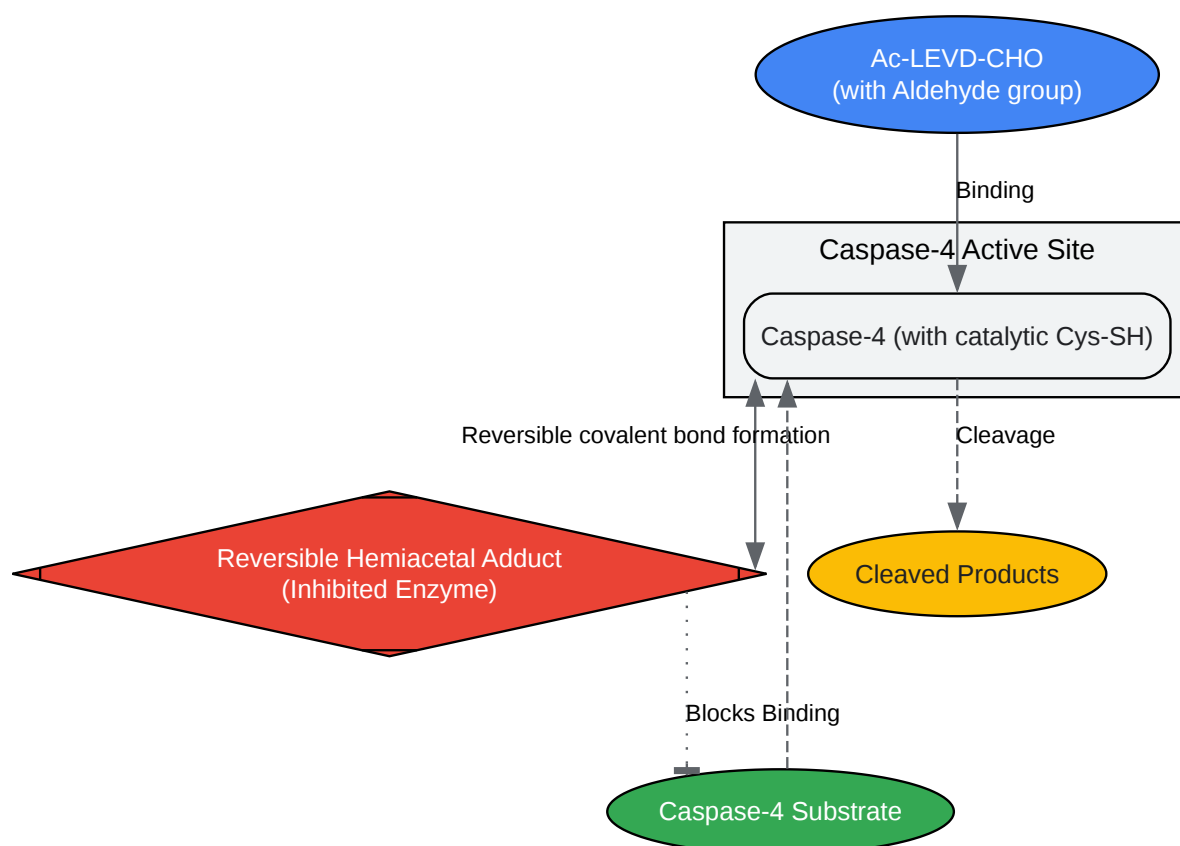 Ac-LEVD-CHO
(with Aldehyde group)
Binding
Caspase-4 Active Site
Caspase-4 (with catalytic Cys-SH)
Reversible covalent bond formation
Cleavage
Reversible Hemiacetal Adduct
(Inhibited Enzyme)
Cleaved Products
Blocks Binding
Caspase-4 Substrate